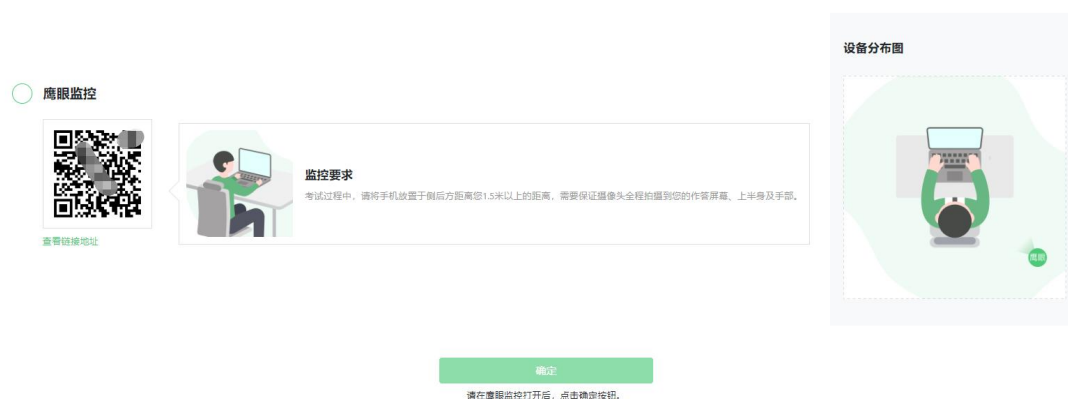 设备分布图
鹰眼监控
监控要求
考试过程中，请将手机放置于侧后方距离您1.5米以上的距离，需要保证摄像头全程拍摄到您的作答屏幕、上半身及手部。
查看链接地址
鹰眼
确定
请在鹰眼监控打开后，点击确定按钮。